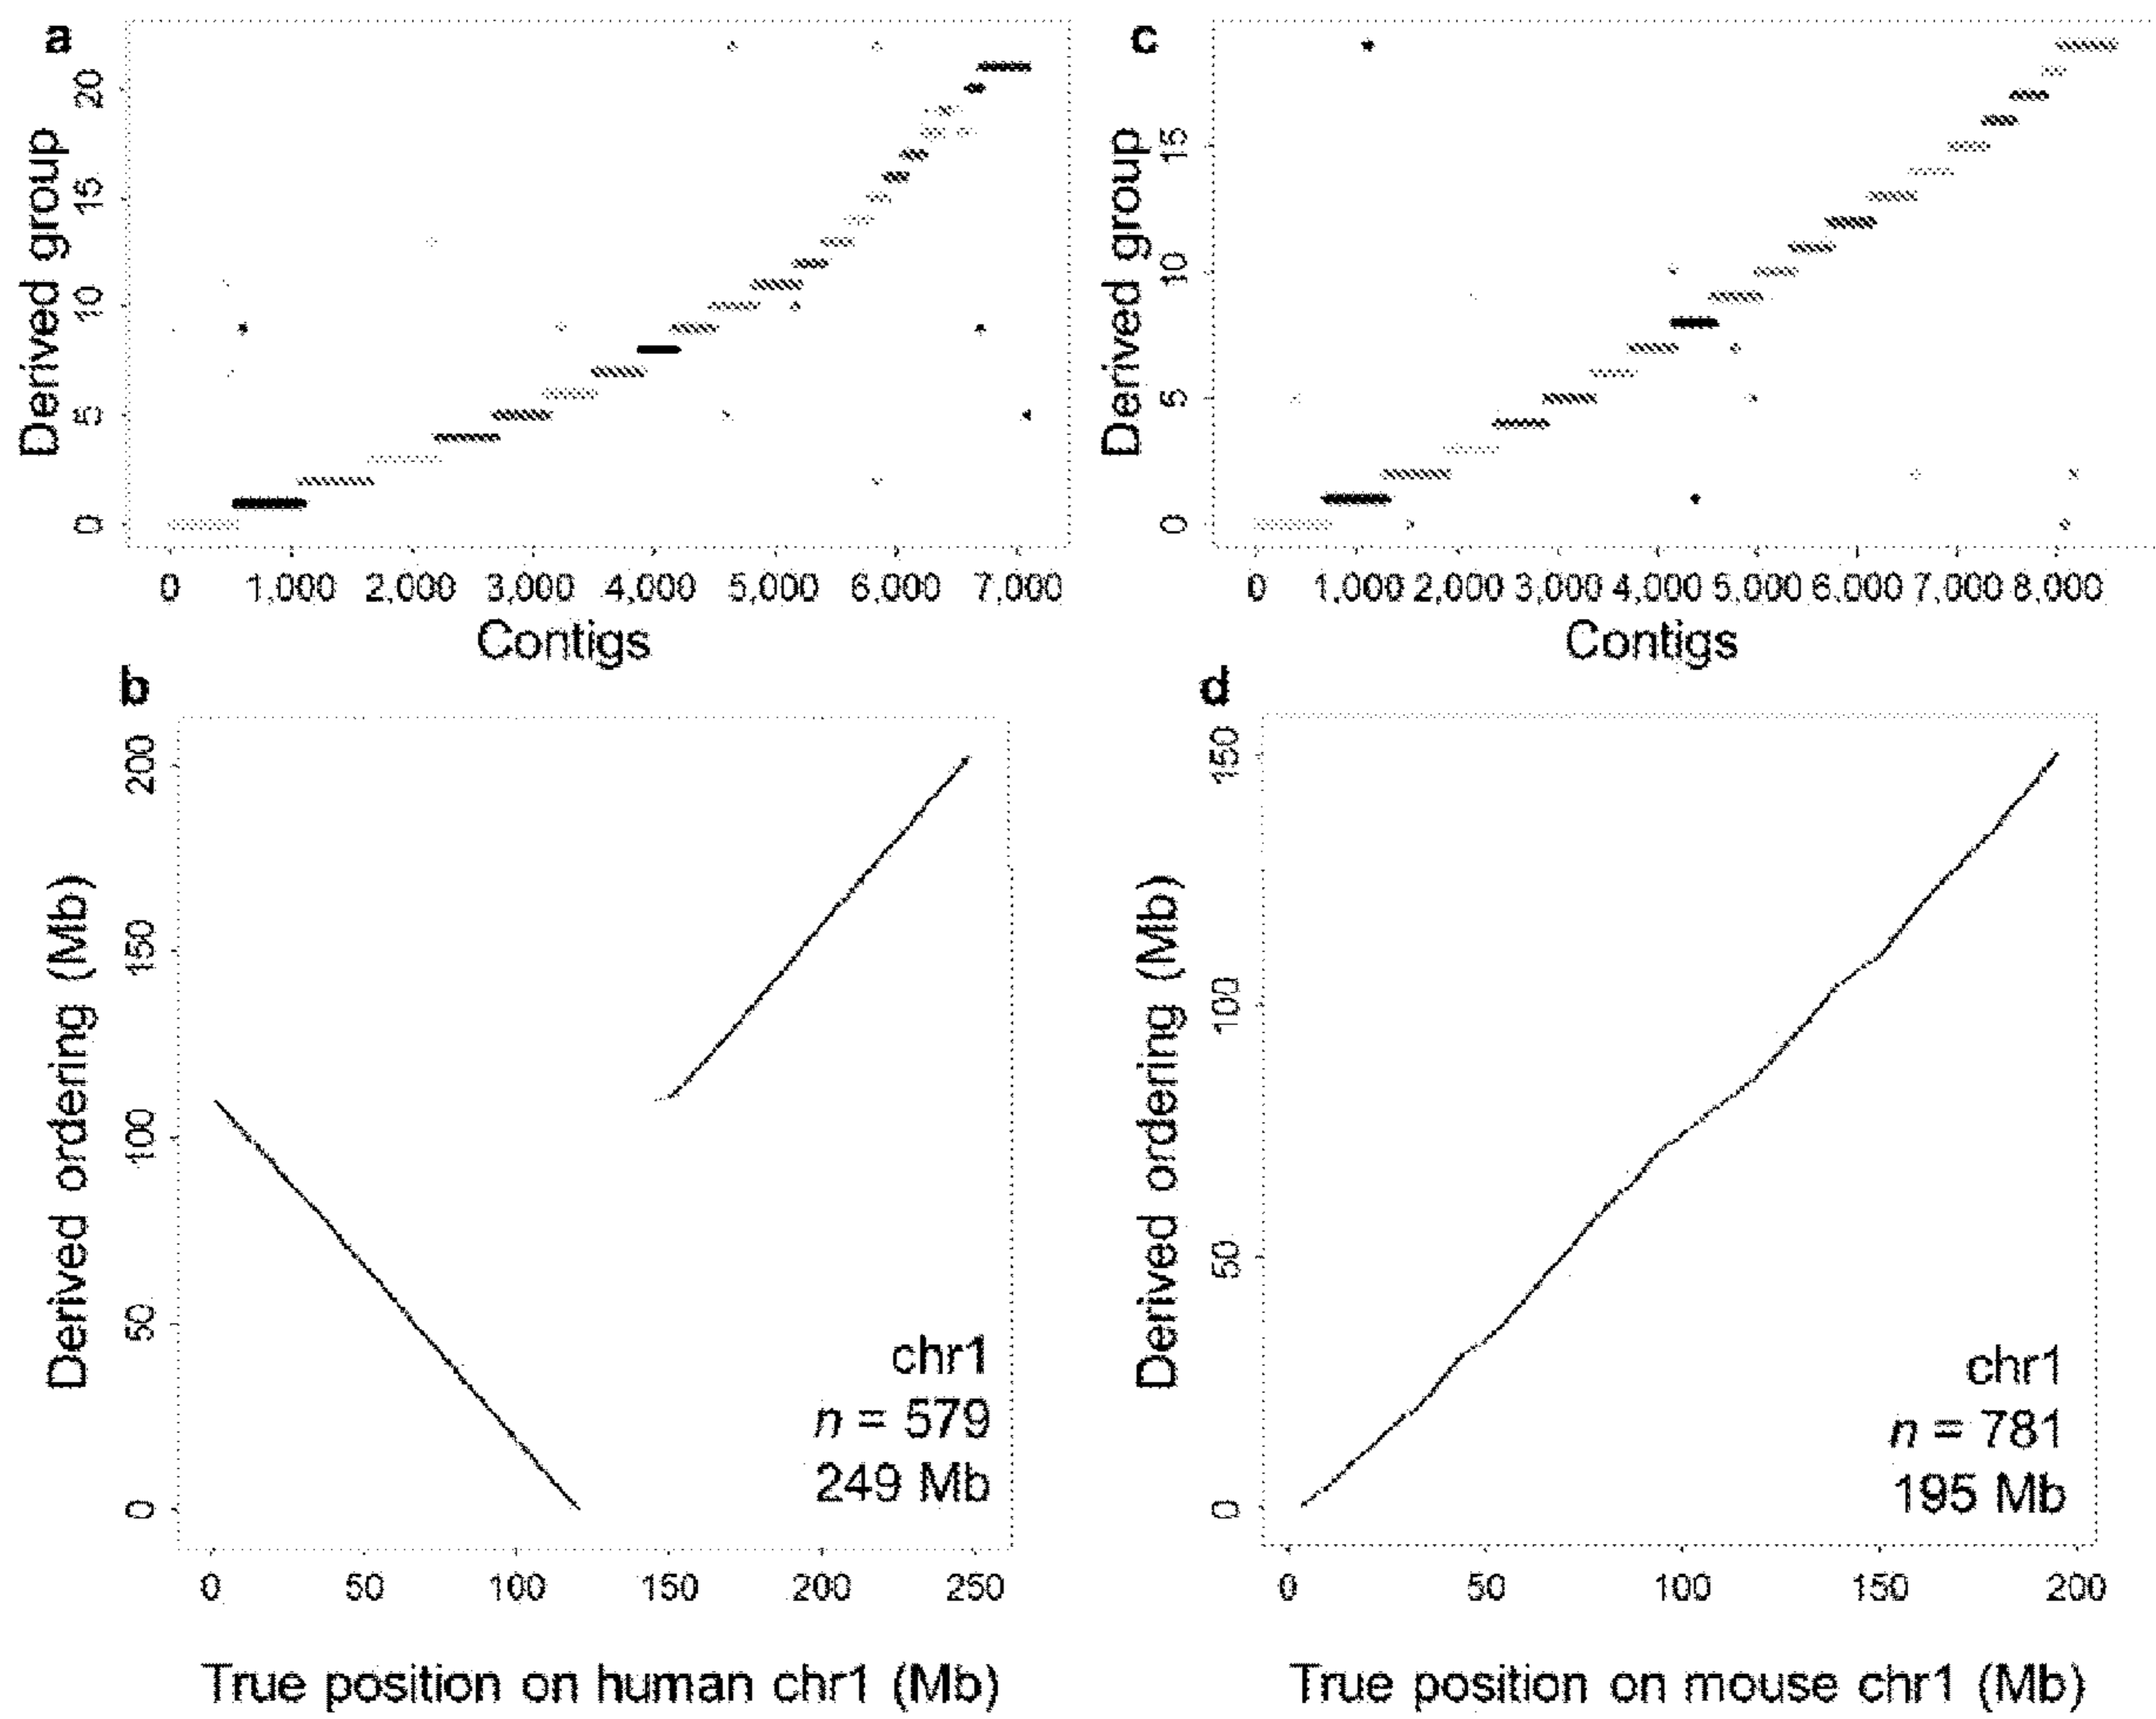 a
Derived group
20
15
10
5
0
0 1,000 2,000 3,000 4,000 5,000 6,000 7,000
Contigs
c
Derived group
15
10
5
0
0 1,000 2,000 3,000 4,000 5,000 6,000 7,000 8,000
Contigs
b
Derived ordering (Mb)
200
150
100
50
0
chr1
n = 579
249 Mb
0 50 100 150 200 250
True position on human chr1 (Mb)
d
Derived ordering (Mb)
150
100
50
0
chr1
n = 781
195 Mb
0 50 100 150 200
True position on mouse chr1 (Mb)